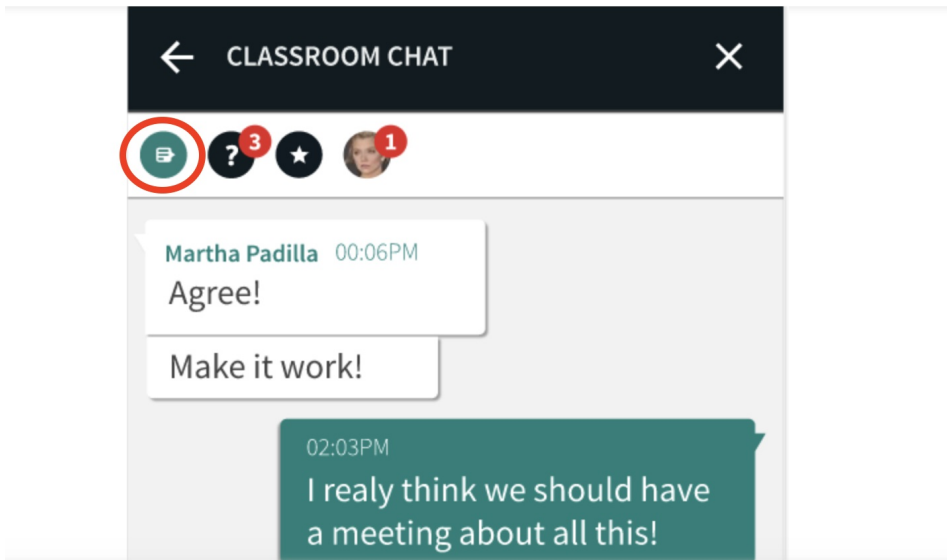 CLASSROOM CHAT
? 3 1
Martha Padilla 00:06PM
Agree!
Make it work!
02:03PM
I realy think we should have
a meeting about all this!